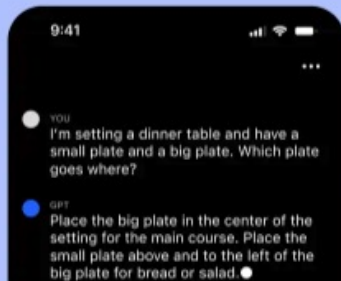 9:41
YOU
I'm setting a dinner table and have a
small plate and a big plate. Which plate
goes where?
GPT
Place the big plate in the center of the
setting for the main course. Place the
small plate above and to the left of the
big plate for bread or salad.